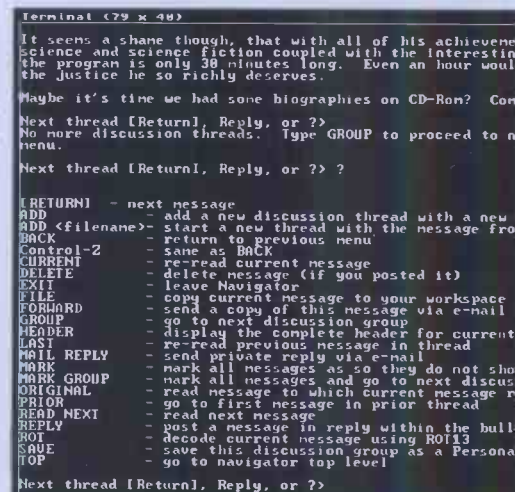 Terminal (79 x 40)
It seems a shame though, that with all of his achieveme
science and science fiction coupled with the interestin
the program is only 30 minutes long. Even an hour woul
the justice he so richly deserves.
Maybe it's time we had some biographies on CD-Rom? Com
Next thread [Return], Reply, or ?>
No more discussion threads. Type GROUP to proceed to n
menu.
Next thread [Return], Reply, or ?> ?
[RETURN] - next message
ADD - add a new discussion thread with a new
ADD <filename>- start a new thread with the message fro
BACK - return to previous menu
Control-Z - same as BACK
CURRENT - re-read current message
DELETE - delete message (if you posted it)
EXIT - leave Navigator
FILE - copy current message to your workspace
FORWARD - send a copy of this message via e-mail
GROUP - go to next discussion group
HEADER - display the complete header for current
LAST - re-read previous message in thread
MAIL REPLY - send private reply via e-mail
MARK - mark all messages as so they do not sho
MARK GROUP - mark all messages and go to next discus
ORIGINAL - read message to which current message r
PRIOR - go to first message in prior thread
READ NEXT - read next message
REPLY - post a message in reply within the bull
ROT - decode current message using ROT13
SAVE - save this discussion group as a Persona
TOP - go to navigator top level
Next thread [Return], Reply, or ?>